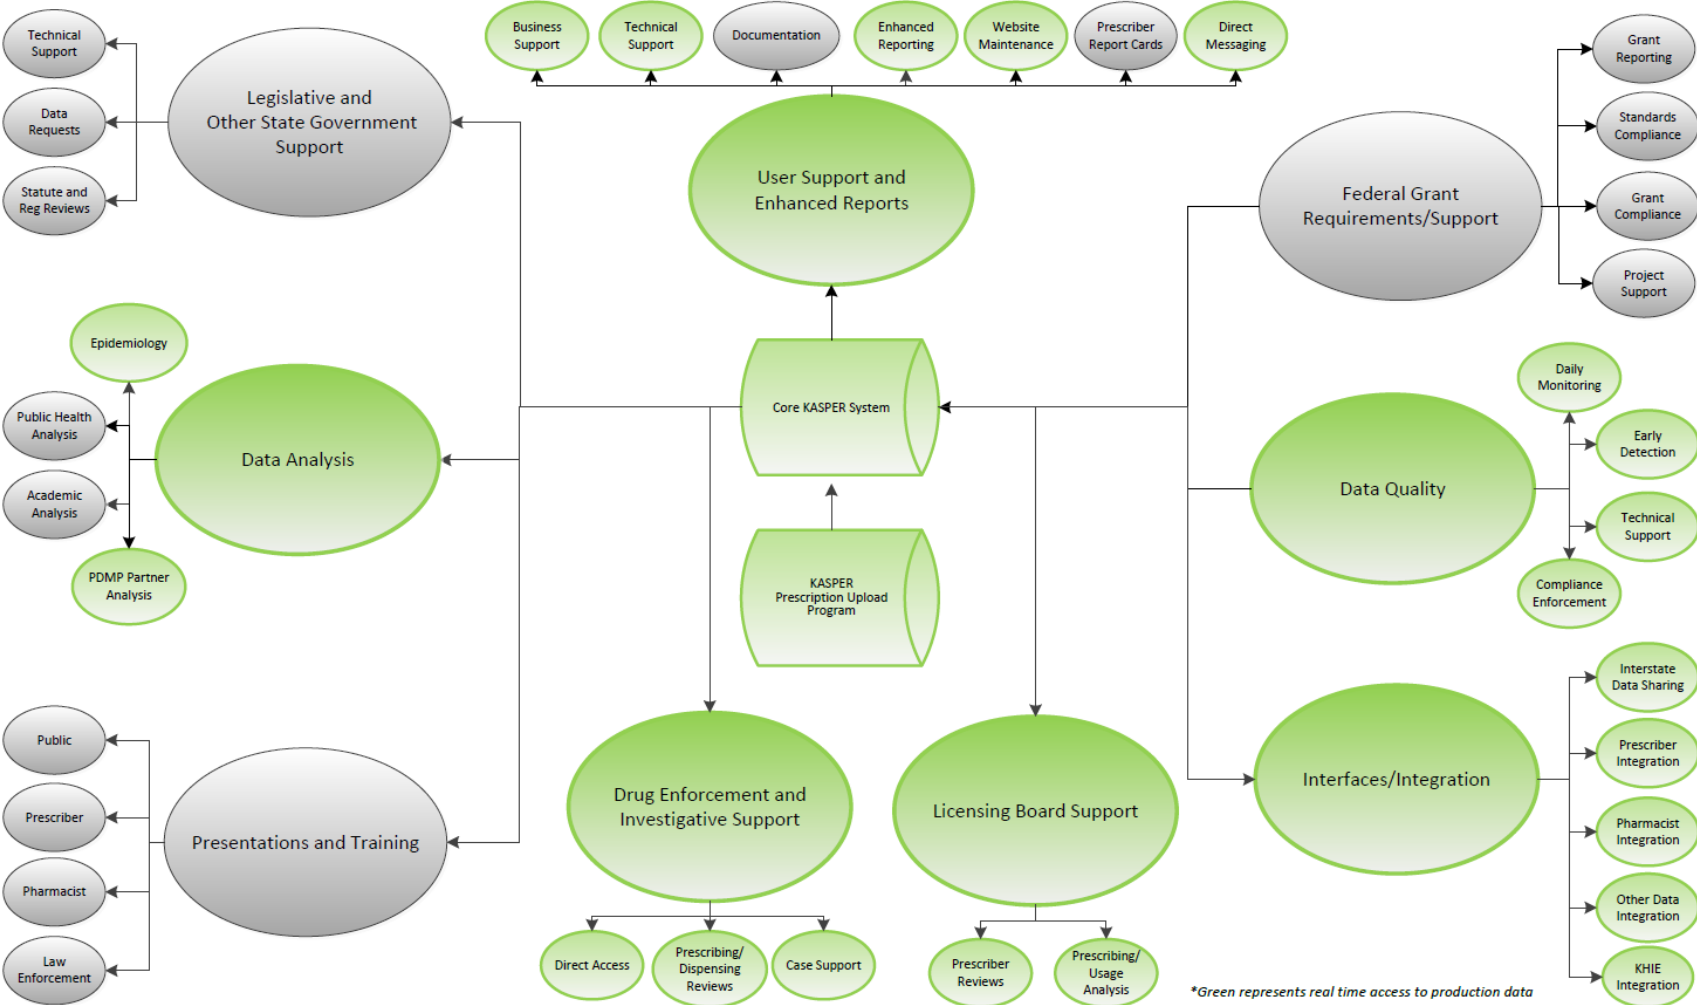 Technical
Support
Data
Requests
Statute and
Reg Reviews
Legislative and
Other State Government
Support
Business
Support
Technical
Support
Documentation
Enhanced
Reporting
Website
Maintenance
Prescriber
Report Cards
Direct
Messaging
User Support and
Enhanced Reports
Federal Grant
Requirements/Support
Grant
Reporting
Standards
Compliance
Grant
Compliance
Project
Support
Epidemiology
Public Health
Analysis
Academic
Analysis
PDMP Partner
Analysis
Data Analysis
Core KASPER System
KASPER
Prescription Upload
Program
Data Quality
Daily
Monitoring
Early
Detection
Technical
Support
Compliance
Enforcement
Public
Prescriber
Pharmacist
Law
Enforcement
Presentations and Training
Drug Enforcement and
Investigative Support
Direct Access
Prescribing/
Dispensing
Reviews
Case Support
Licensing Board Support
Prescriber
Reviews
Prescribing/
Usage
Analysis
Interfaces/Integration
Interstate
Data Sharing
Prescriber
Integration
Pharmacist
Integration
Other Data
Integration
KHIE
Integration
*Green represents real time access to production data